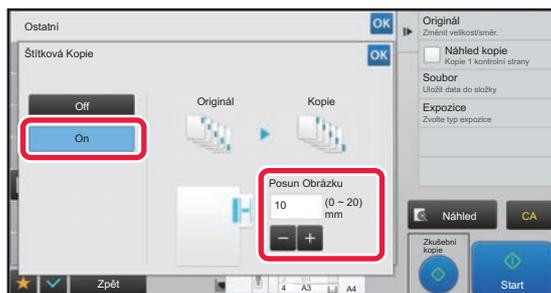 Ostatní
OK
Štítková Kopie
OK
Off
On
Originál
Kopie
Posun Obrázku
10
(0 ~ 20)
mm
Zpět
4
A3
A4
Originál
Změnit velikost/směr.
Náhled kopie
Kopie 1 kontrolní strany
Soubor
Uložit data do složky
Expozice
Zvolte typ expozice
Náhled
CA
Zkušební
kopie
Start